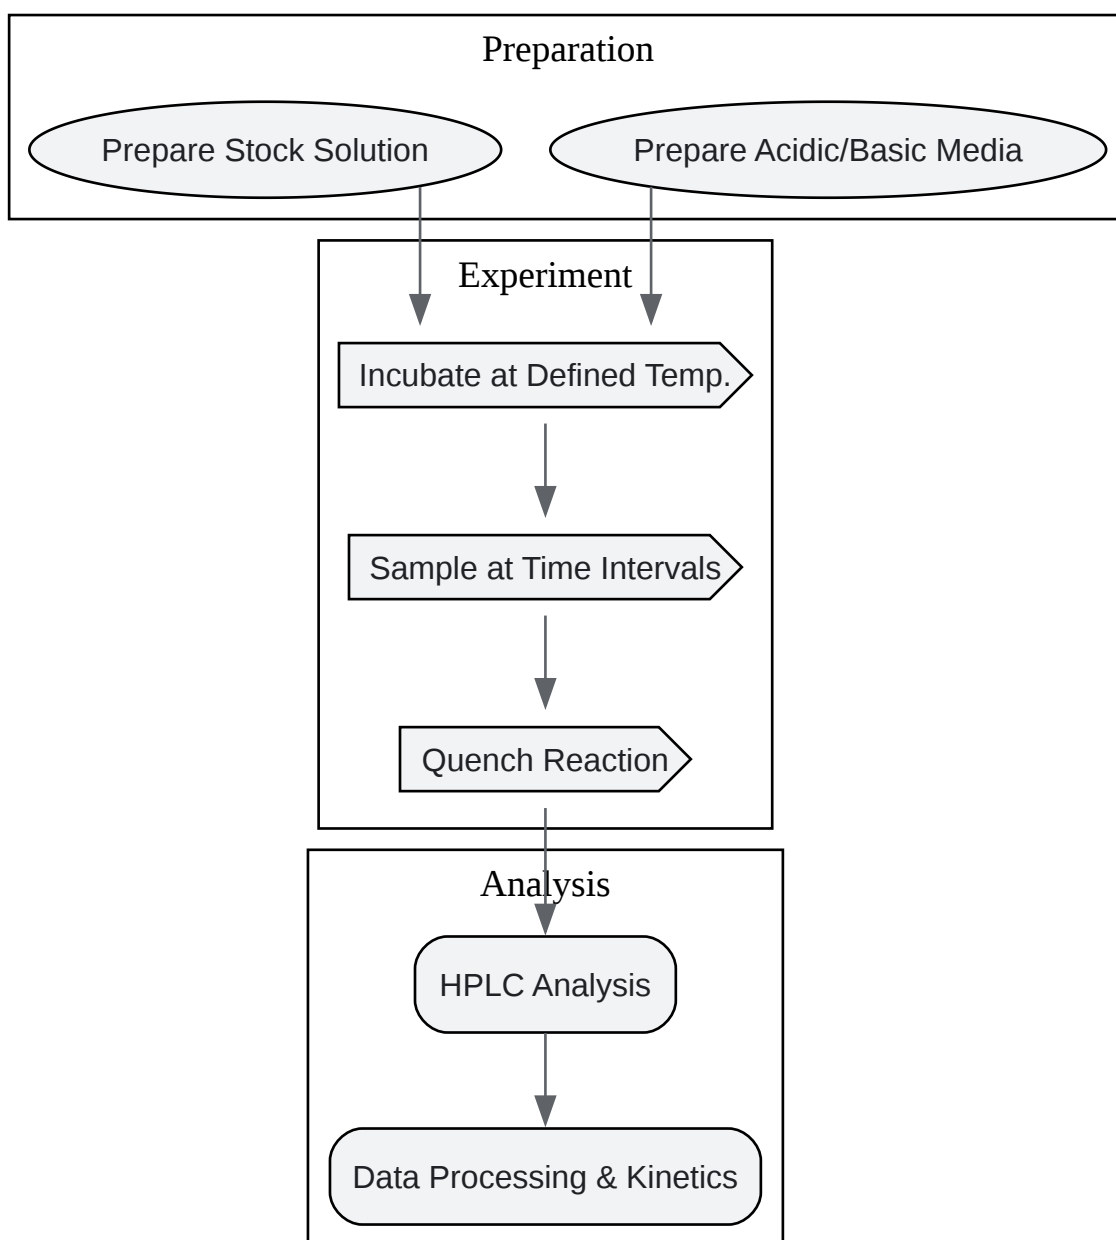 Preparation
Prepare Stock Solution
Prepare Acidic/Basic Media
Experiment
Incubate at Defined Temp.
Sample at Time Intervals
Quench Reaction
Analysis
HPLC Analysis
Data Processing & Kinetics